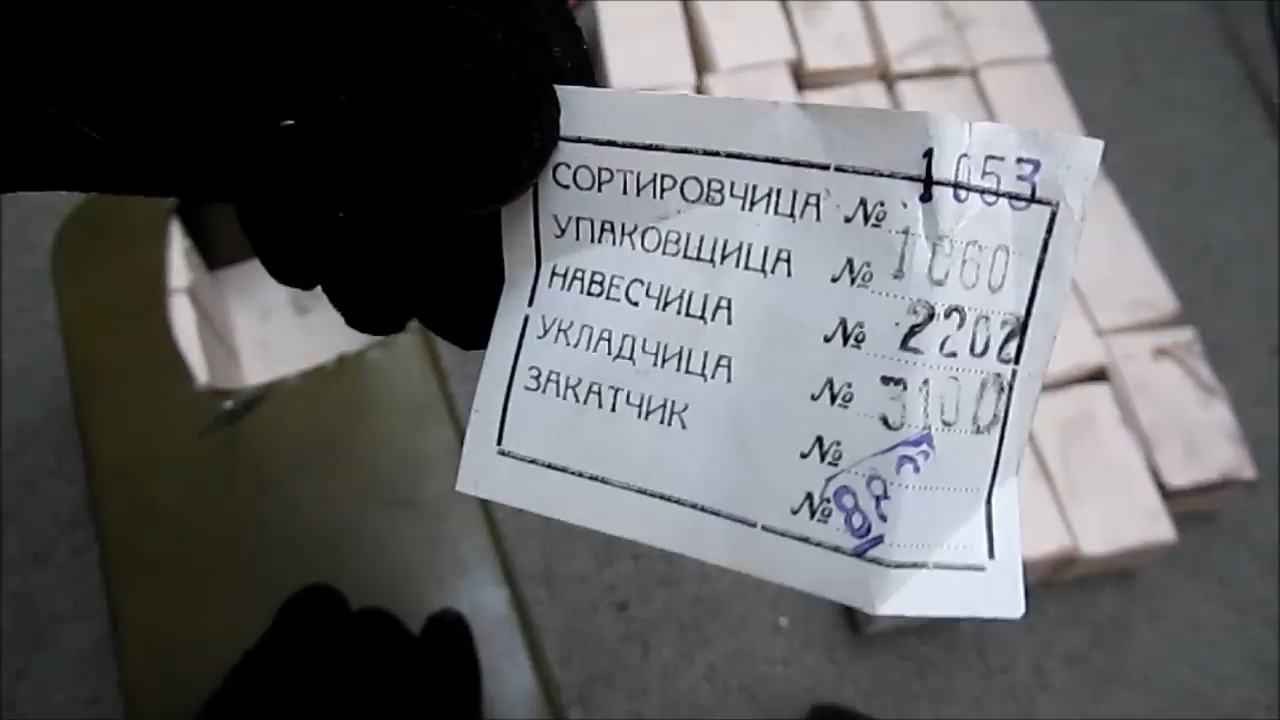 СОРТИРОВЧИЦА № 1053
УПАКОВЩИЦА № 1060
НАВЕСЧИЦА № 2202
УКЛАДЧИЦА № 3100
ЗАКАТЧИК №
№